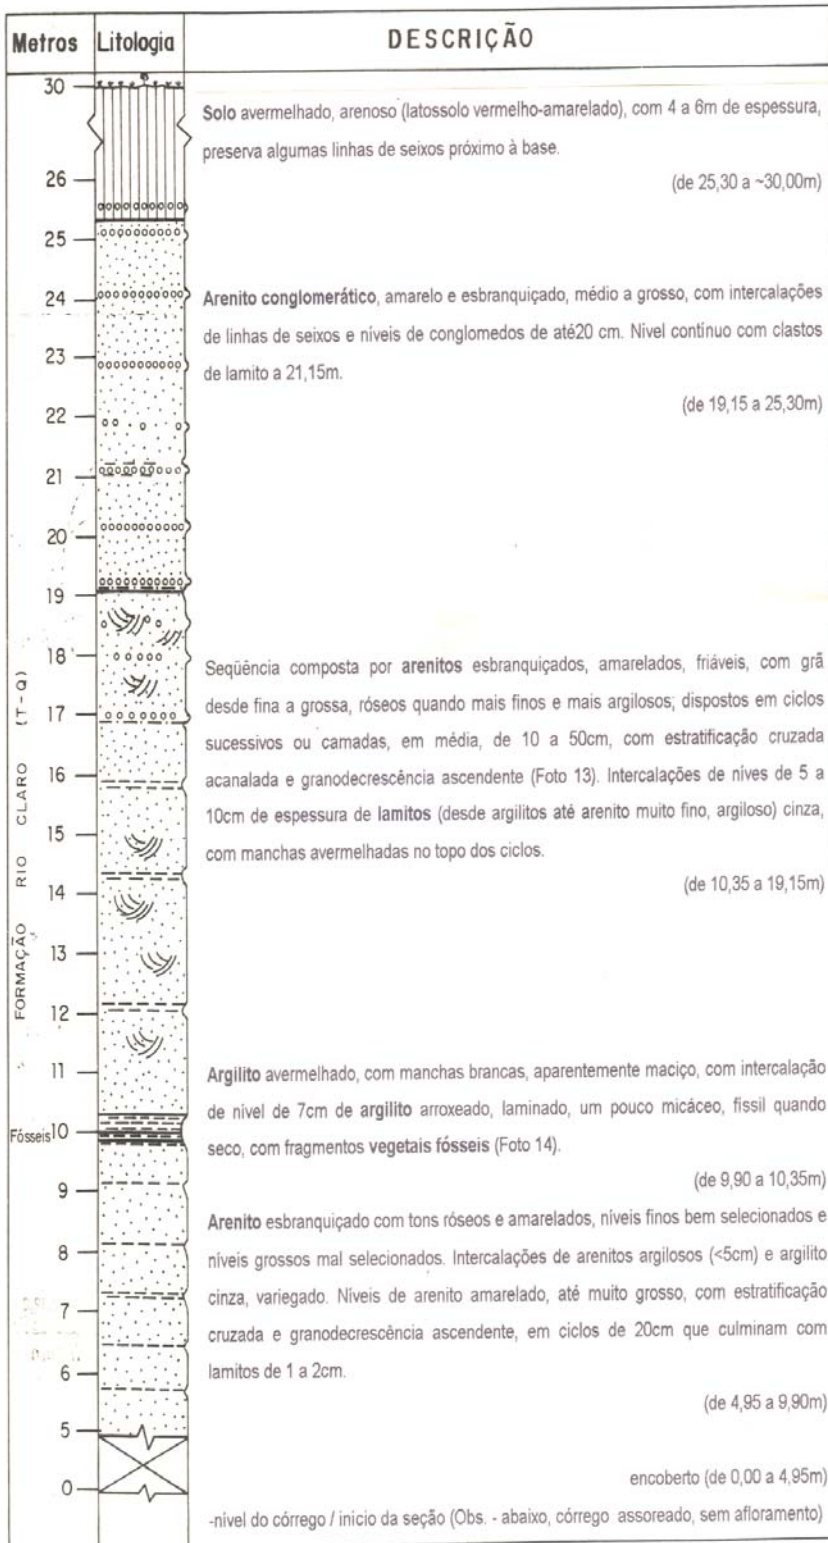 Metros Litologia DESCRIÇÃO
30
Solo avermelhado, arenoso (latossolo vermelho-amarelado), com 4 a 6m de espessura,
preserva algumas linhas de seixos próximo à base.
26
(de 25,30 a ~30,00m)
25
24
Arenito conglomerático, amarelo e esbranquiçado, médio a grosso, com intercalações
de linhas de seixos e níveis de conglomedos de até20 cm. Nivel contínuo com clastos
23
de lamito a 21,15m.
22
(de 19,15 a 25,30m)
21
20
19
18
Seqüência composta por arenitos esbranquiçados, amarelados, friáveis, com grã
desde fina a grossa, róseos quando mais finos e mais argilosos; dispostos em ciclos
17
sucessivos ou camadas, em média, de 10 a 50cm, com estratificação cruzada
16
acanalada e granodecrescência ascendente (Foto 13). Intercalações de níves de 5 a
10cm de espessura de lamitos (desde argilitos até arenito muito fino, argiloso) cinza,
15
com manchas avermelhadas no topo dos ciclos.
14
(de 10,35 a 19,15m)
13
FORMAÇÃO RIO CLARO (T-Q)
12
11
Argilito avermelhado, com manchas brancas, aparentemente maciço, com intercalação
de nivel de 7cm de argilito arroxeado, laminado, um pouco micáceo, fissil quando
Fósseis 10
seco, com fragmentos vegetais fósseis (Foto 14).
(de 9,90 a 10,35m)
9
Arenito esbranquiçado com tons róseos e amarelados, níveis finos bem selecionados e
8
níveis grossos mal selecionados. Intercalações de arenitos argilosos (<5cm) e argilito
cinza, variegado. Níveis de arenito amarelado, até muito grosso, com estratificação
7
cruzada e granodecrescência ascendente, em ciclos de 20cm que culminam com
lamitos de 1 a 2cm.
6
(de 4,95 a 9,90m)
5
encoberto (de 0,00 a 4,95m)
0
-nivel do córrego / inicio da seção (Obs. - abaixo, córrego assoreado, sem afloramento)